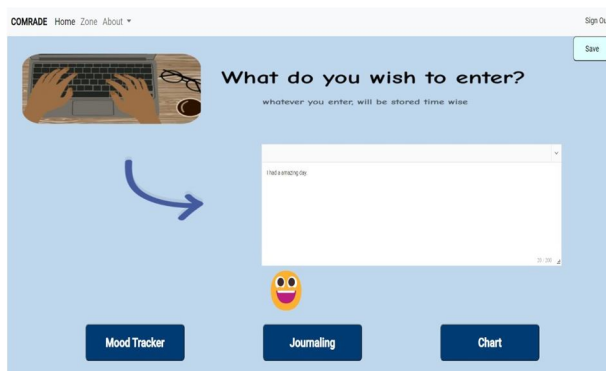 COMRADE Home Zone About Sign Ou
Save
What do you wish to enter?
whatever you enter, will be stored time wise
I had a amazing day
Mood Tracker Journaling Chart